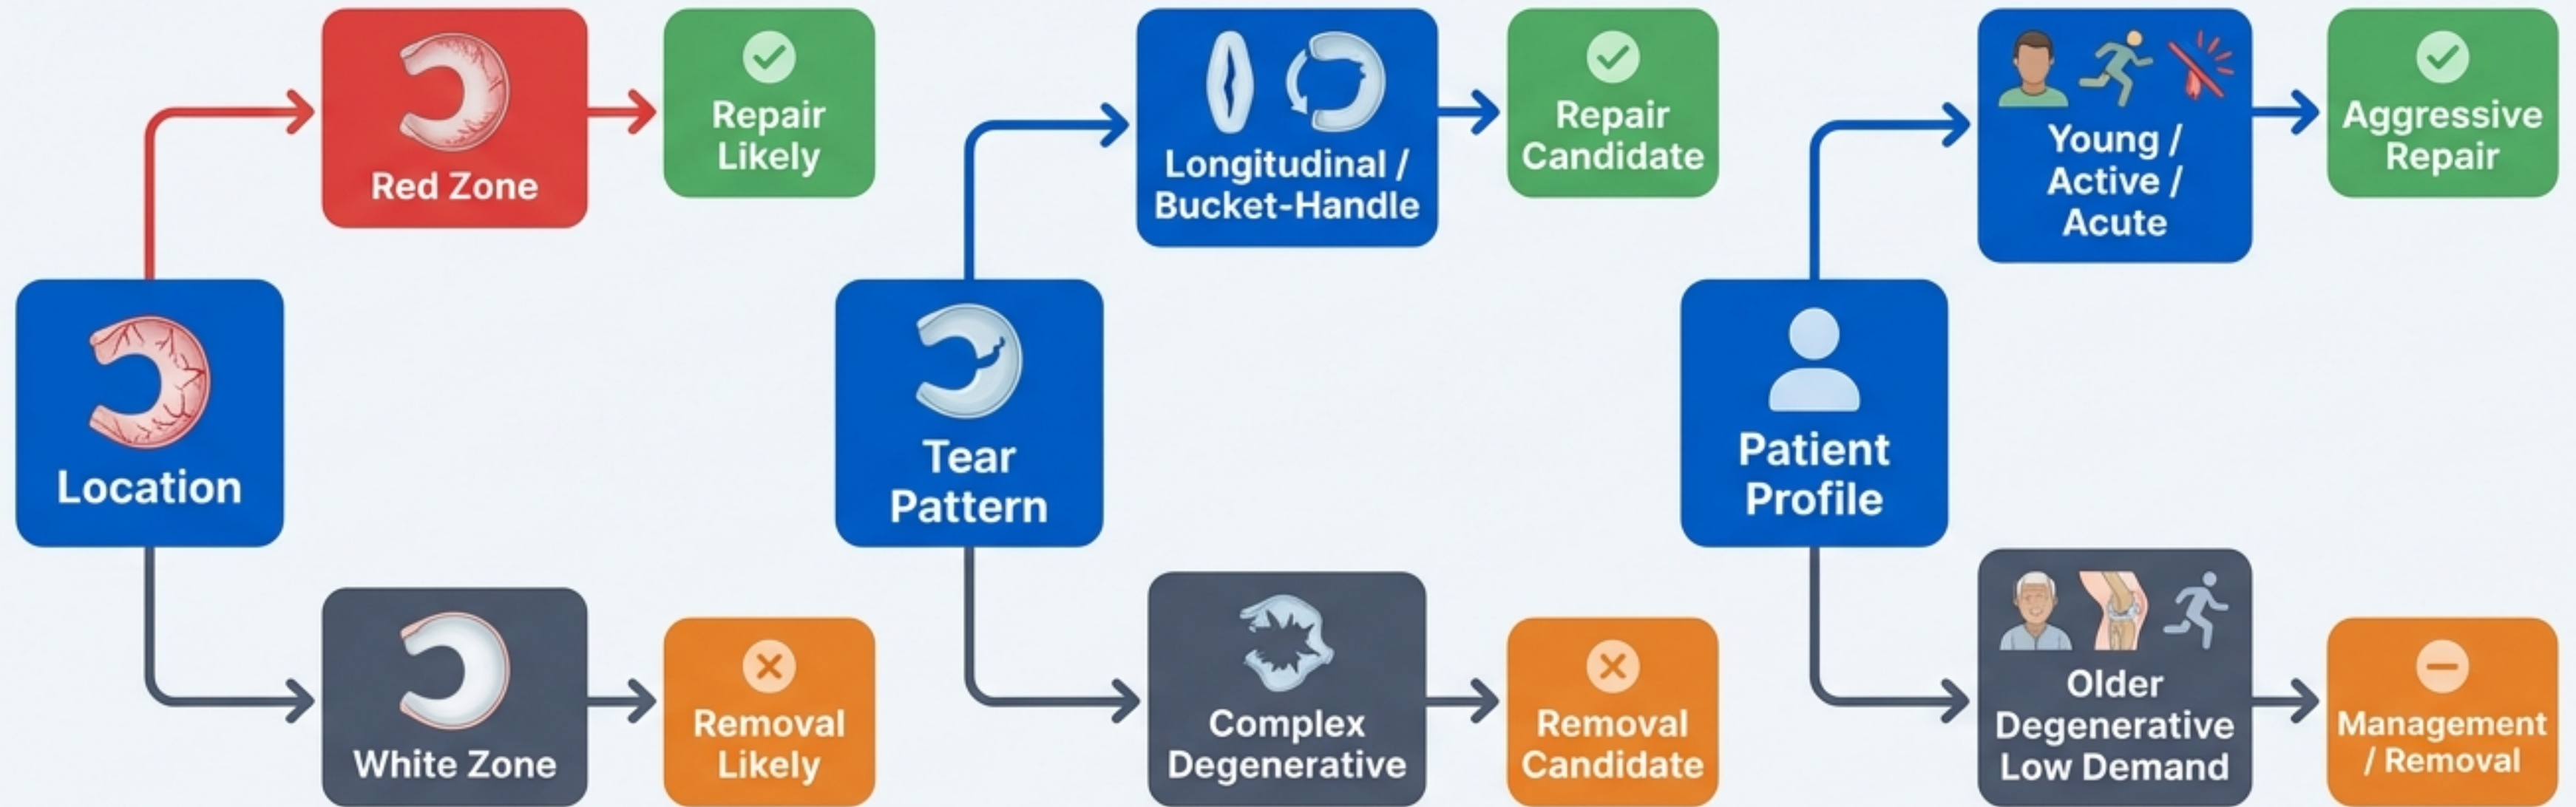 Location
Red Zone
Repair
Likely
White Zone
Removal
Likely
Tear
Pattern
Longitudinal /
Bucket-Handle
Repair
Candidate
Complex
Degenerative
Removal
Candidate
Patient
Profile
Young /
Active /
Acute
Aggressive
Repair
Older
Degenerative
Low Demand
Management
/ Removal